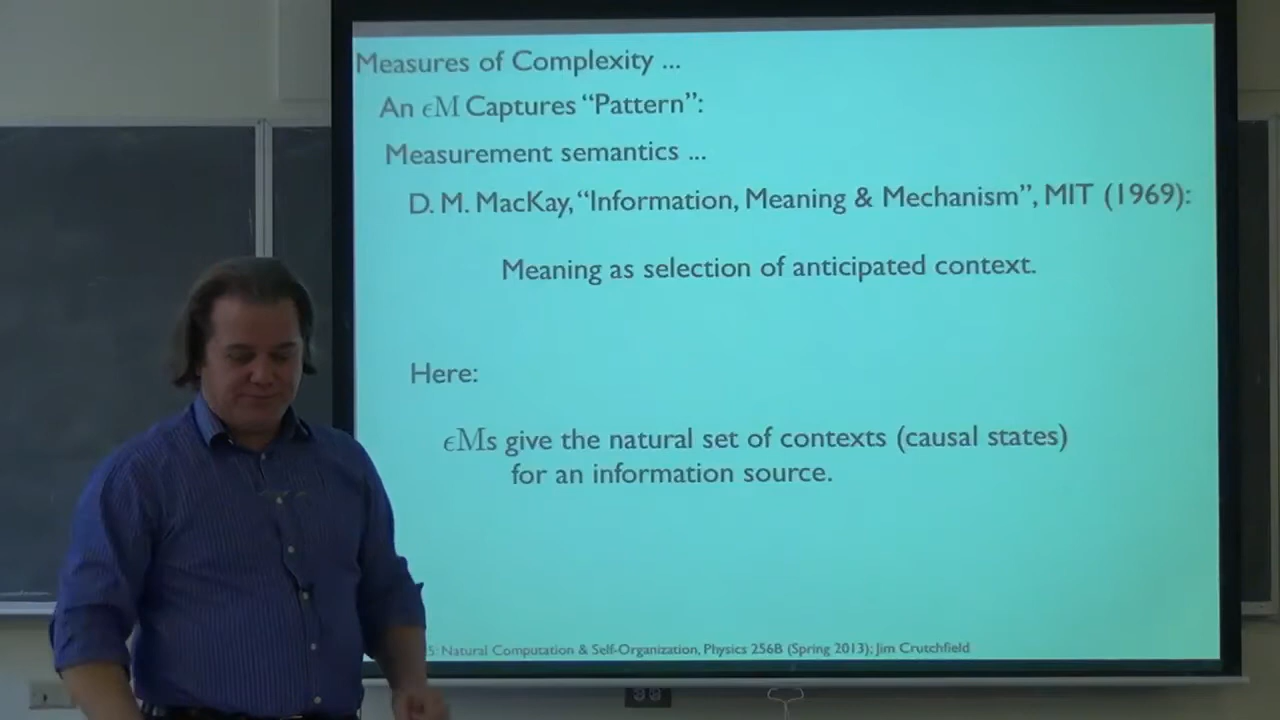 Measures of Complexity ...
An ϵM Captures “Pattern”:
Measurement semantics ...
D. M. MacKay, “Information, Meaning & Mechanism”, MIT (1969):
Meaning as selection of anticipated context.
Here:
ϵMs give the natural set of contexts (causal states)
for an information source.
5: Natural Computation & Self-Organization, Physics 256B (Spring 2013); Jim Crutchfield